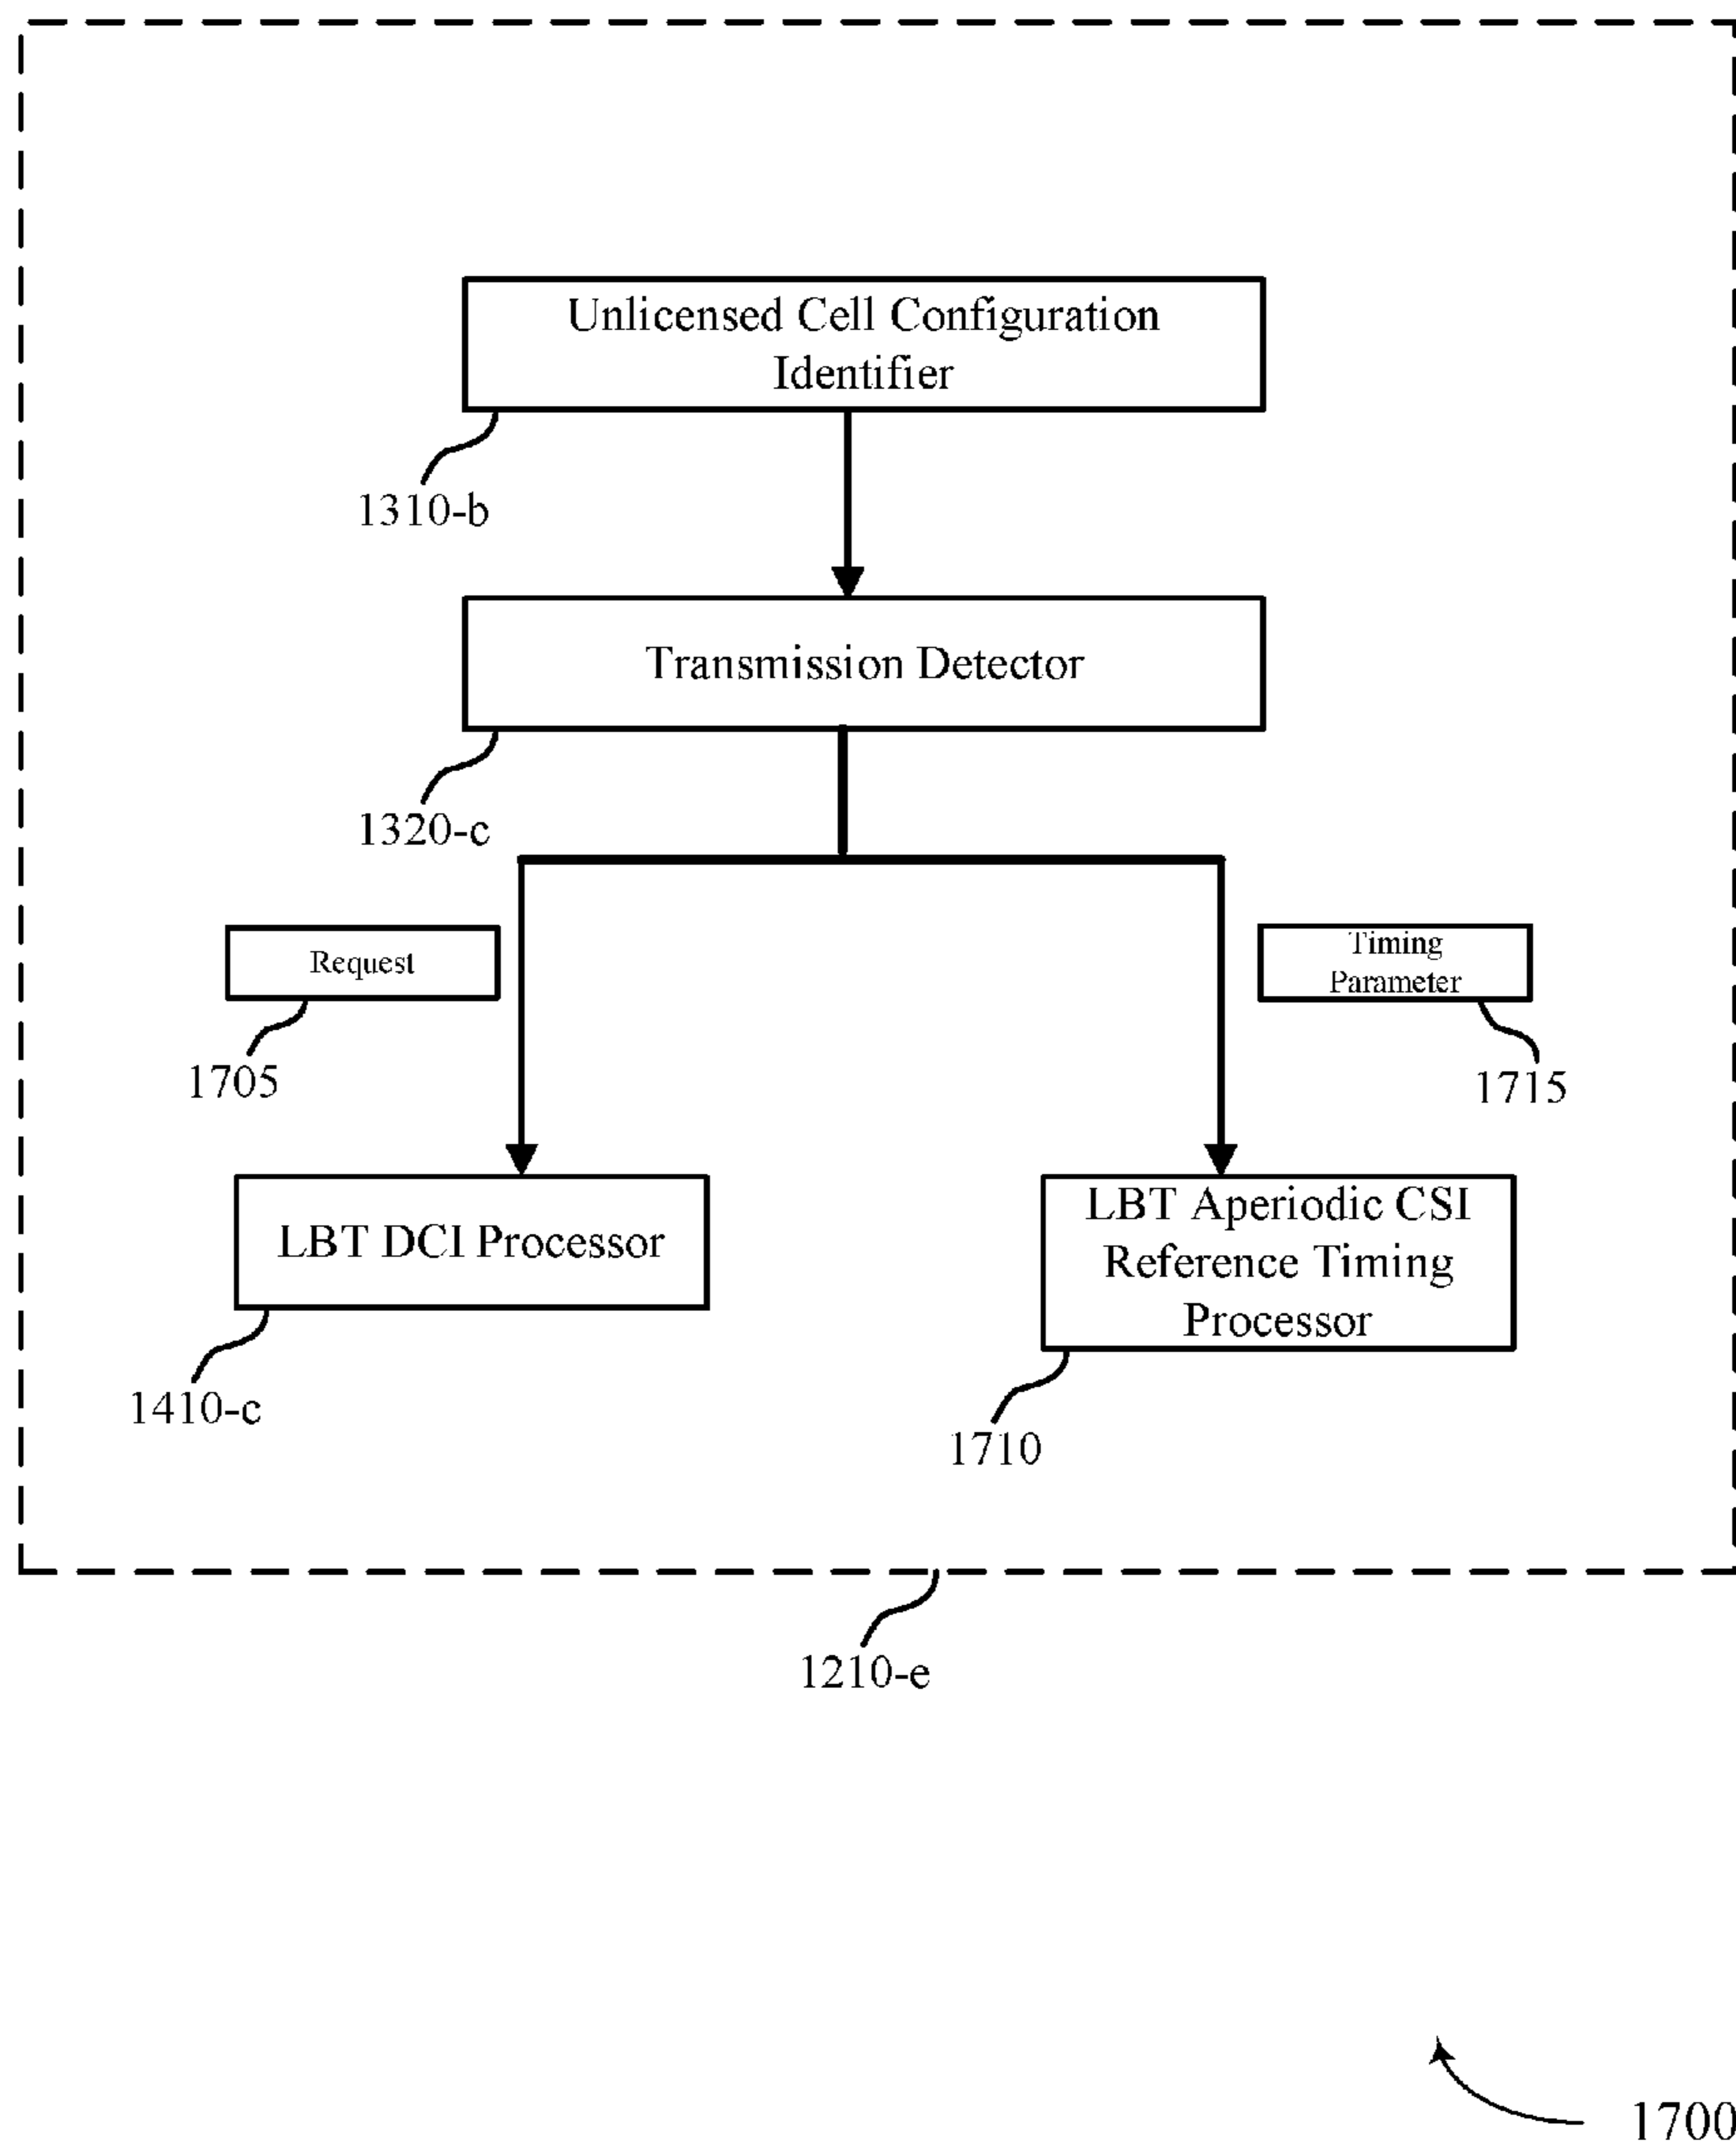 Unlicensed Cell Configuration
Identifier
1310-b
Transmission Detector
1320-c
Request
1705
Timing
Parameter
1715
LBT DCI Processor
1410-c
LBT Aperiodic CSI
Reference Timing
Processor
1710
1210-e
1700